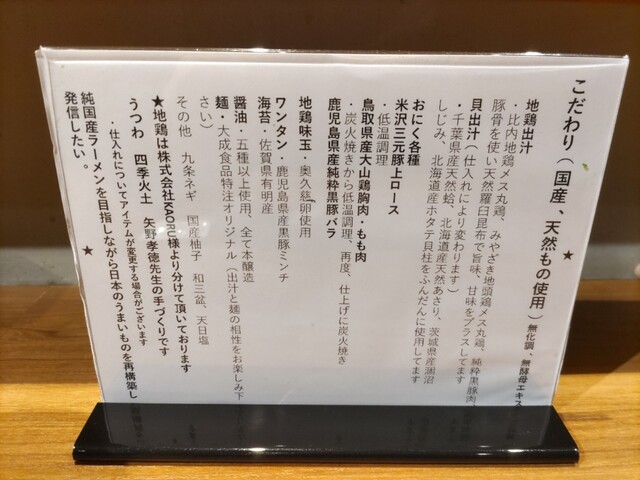 こだわり（国産、天然もの使用）無化調、無酵母エキス
★
地鶏出汁
・比内地鶏メス丸鶏、みやざき地頭鶏メス丸鶏、純粋黒豚肉、
豚骨を使い天然羅臼昆布で旨味、甘味をプラスしてます
貝出汁（仕入れにより変わります）
・千葉県産天然蛤、北海道産天然あさり、茨城県産涸沼
しじみ、北海道産ホタテ貝柱をふんだんに使用してます
おにく各種
米沢三元豚上ロース
・低温調理
鳥取県産大山鶏胸肉・もも肉
・炭火焼きから低温調理、再度、仕上げに炭火焼き
鹿児島県産純粋黒豚バラ
地鶏味玉・奥久慈卵使用
ワンタン・鹿児島県産黒豚ミンチ
海苔・佐賀県有明産
醤油・五種以上使用、全て本醸造
麺・大成食品特注オリジナル（出汁と麺の相性をお楽しみ下
さい）
その他　九条ネギ　国産柚子　和三盆、天日塩
★地鶏は株式会社KAORU様より分けて頂いております
うつわ　四季火土　矢野孝徳先生の手づくりです
・仕入れについてアイテムが変更する場合がございます
純国産ラーメンを目指しながら日本のうまいものを再構築し
発信したい。
★